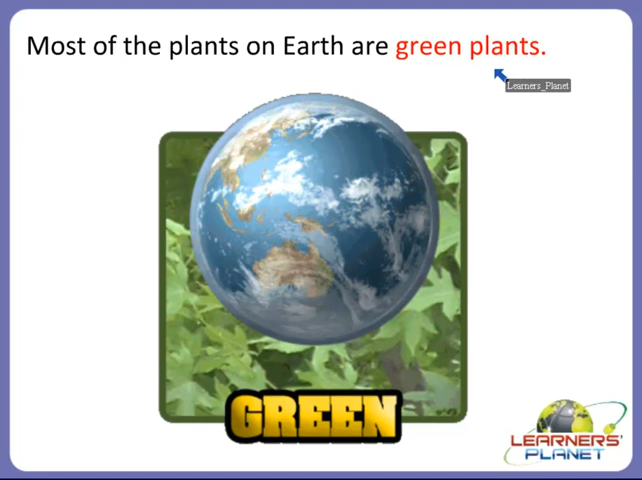 Most of the plants on Earth are green plants.
Learners_Planet
GREEN
LEARNERS'
PLANET